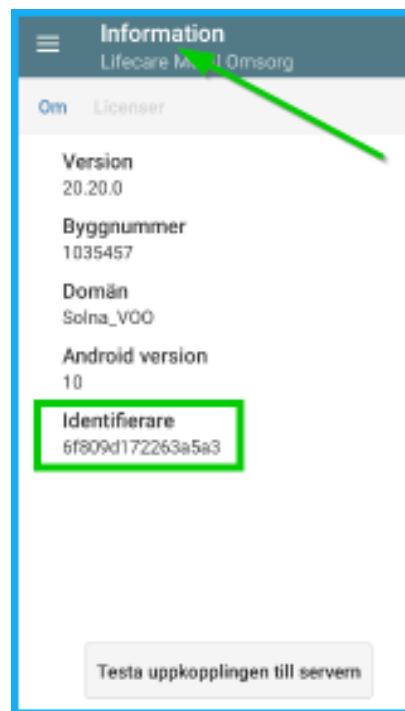 Information
Lifecare Omsorg
Om Licenser
Version
20.20.0
Byggnummer
1035457
Domän
Solna_VOO
Android version
10
Identifierare
6f809d172263a5a3
Testa uppkopplingen till servern